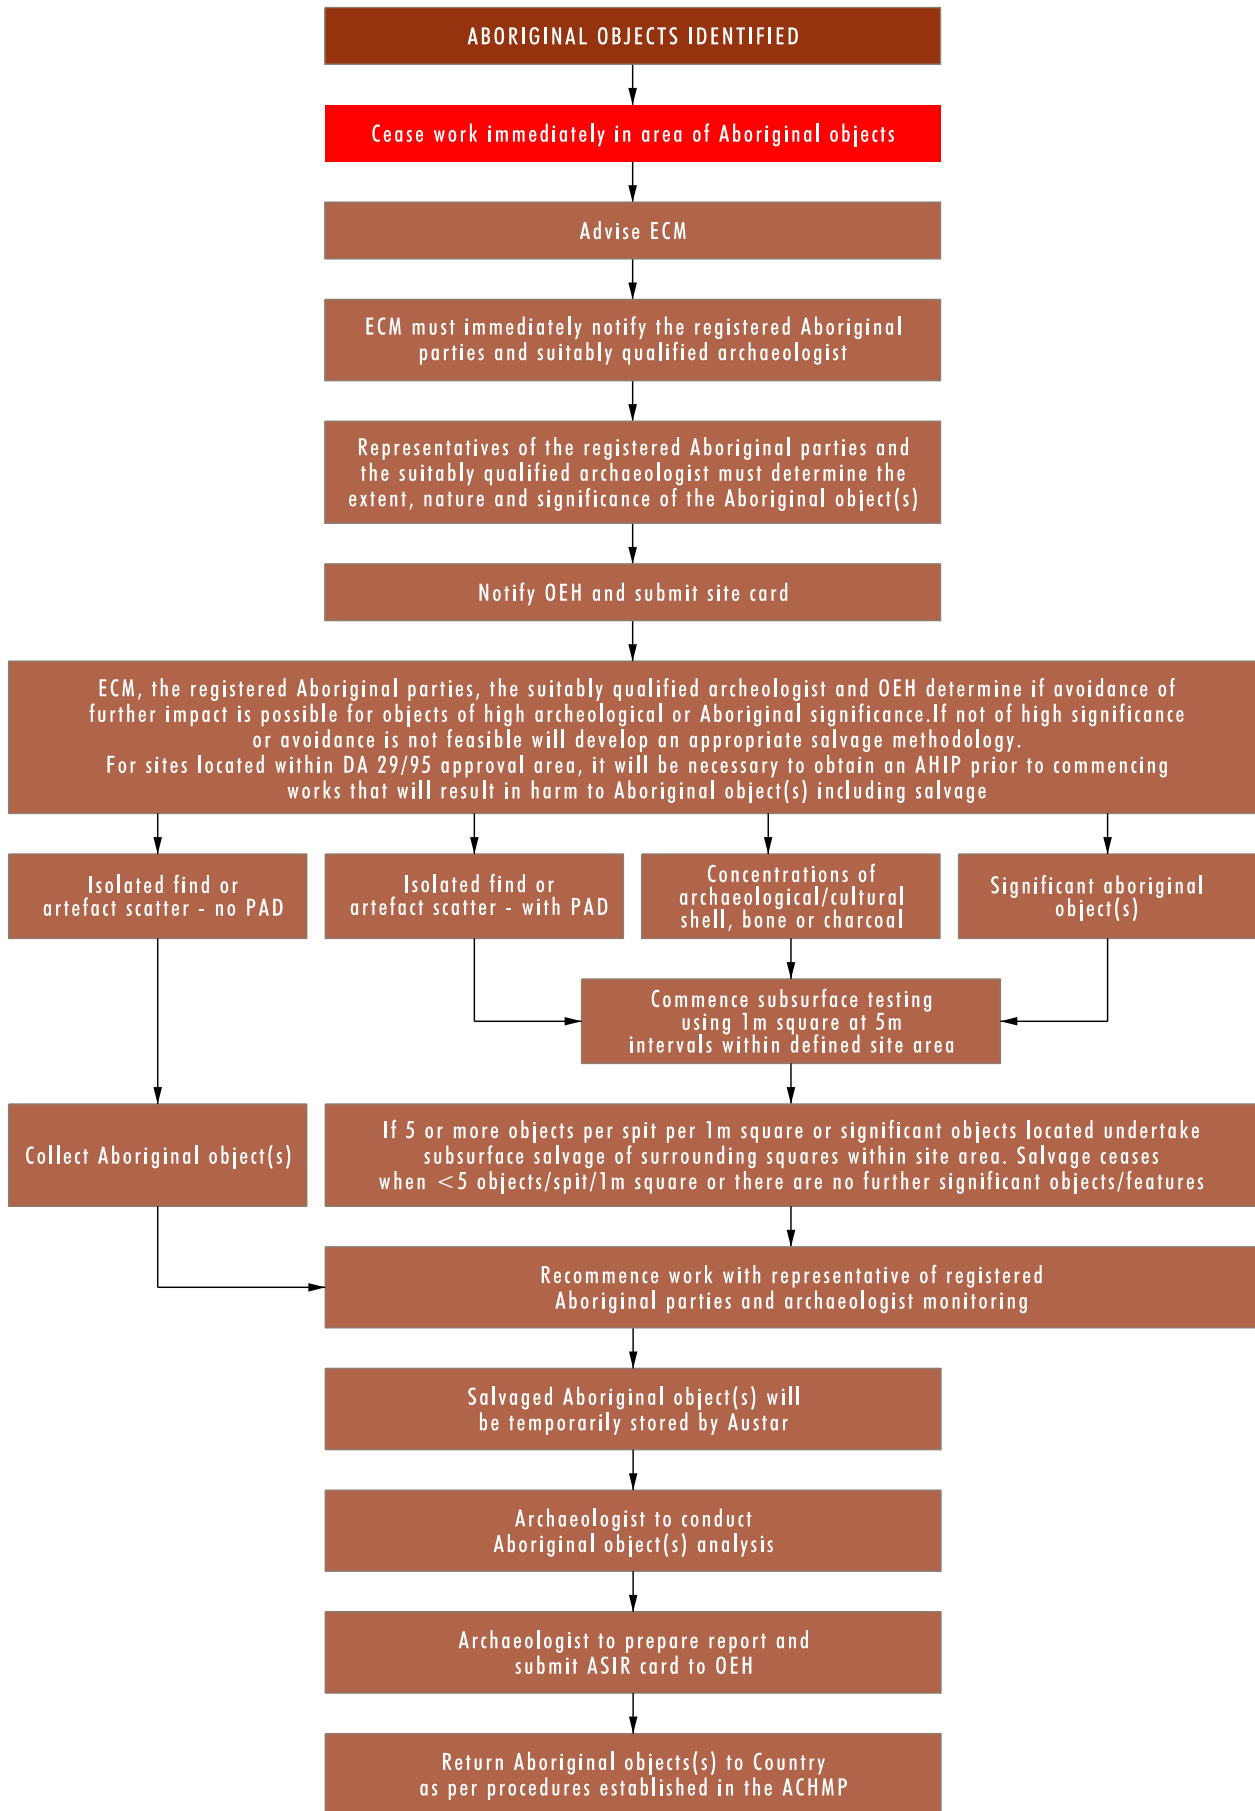 ABORIGINAL OBJECTS IDENTIFIED
Cease work immediately in area of Aboriginal objects
Advise ECM
ECM must immediately notify the registered Aboriginal
parties and suitably qualified archaeologist
Representatives of the registered Aboriginal parties and
the suitably qualified archaeologist must determine the
extent, nature and significance of the Aboriginal object(s)
Notify OEH and submit site card
ECM, the registered Aboriginal parties, the suitably qualified archeologist and OEH determine if avoidance of
further impact is possible for objects of high archeological or Aboriginal significance.If not of high significance
or avoidance is not feasible will develop an appropriate salvage methodology.
For sites located within DA 29/95 approval area, it will be necessary to obtain an AHIP prior to commencing
works that will result in harm to Aboriginal object(s) including salvage
Isolated find or
artefact scatter - no PAD
Isolated find or
artefact scatter - with PAD
Concentrations of
archaeological/cultural
shell, bone or charcoal
Significant aboriginal
object(s)
Commence subsurface testing
using 1m square at 5m
intervals within defined site area
Collect Aboriginal object(s)
If 5 or more objects per spit per 1m square or significant objects located undertake
subsurface salvage of surrounding squares within site area. Salvage ceases
when <5 objects/spit/1m square or there are no further significant objects/features
Recommence work with representative of registered
Aboriginal parties and archaeologist monitoring
Salvaged Aboriginal object(s) will
be temporarily stored by Austar
Archaeologist to conduct
Aboriginal object(s) analysis
Archaeologist to prepare report and
submit ASIR card to OEH
Return Aboriginal objects(s) to Country
as per procedures established in the ACHMP